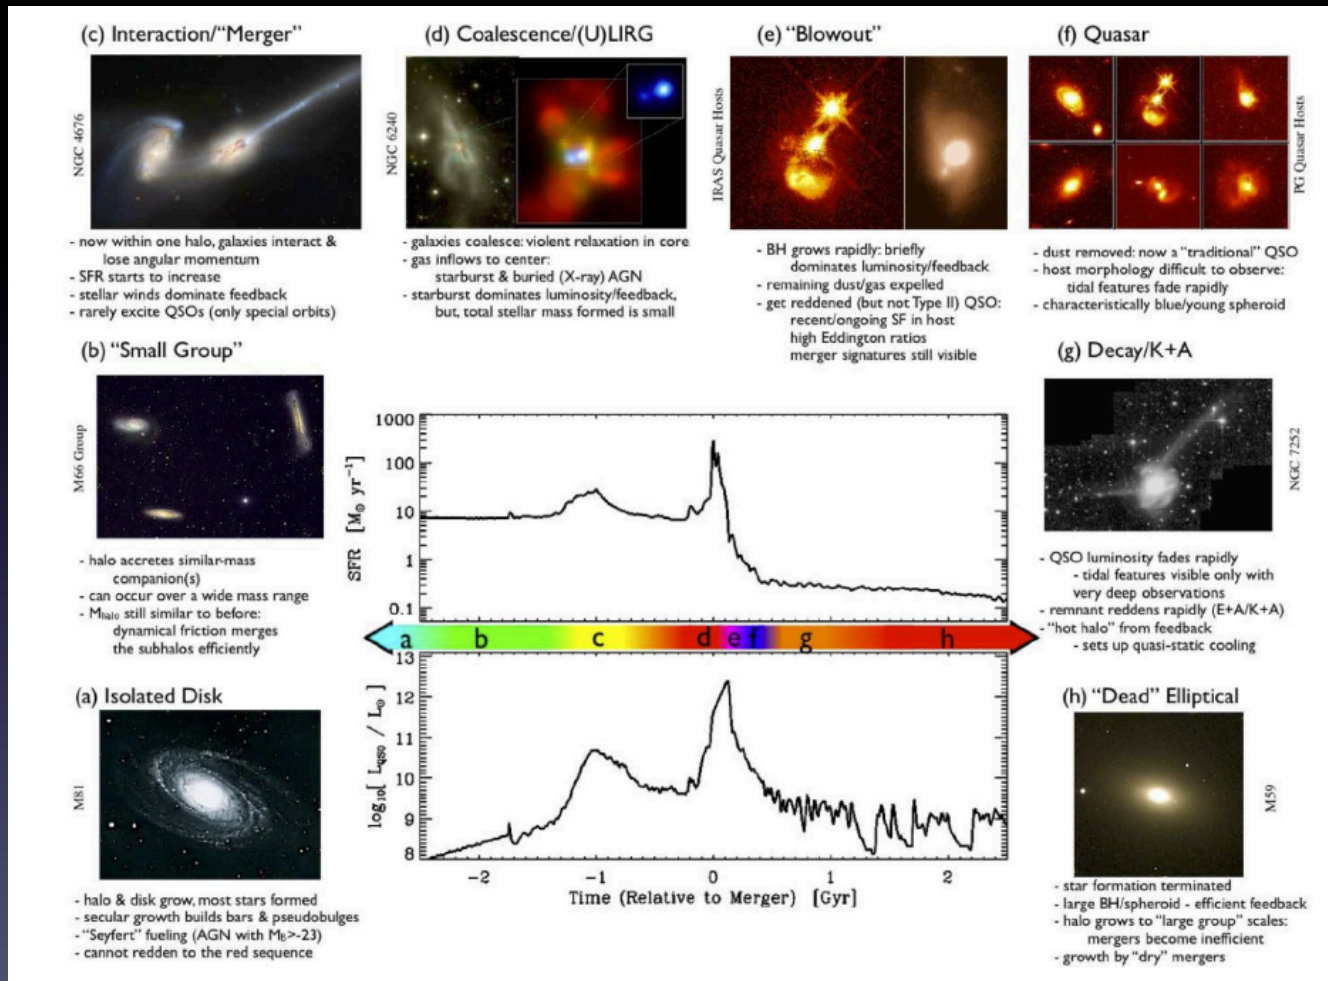 (c) Interaction/“Merger”
NGC 4676
- now within one halo, galaxies interact &
lose angular momentum
- SFR starts to increase
- stellar winds dominate feedback
- rarely excite QSOs (only special orbits)
(d) Coalescence/(U)LIRG
NGC 6240
- galaxies coalesce: violent relaxation in core
- gas inflows to center:
starburst & buried (X-ray) AGN
- starburst dominates luminosity/feedback,
but, total stellar mass formed is small
(e) “Blowout”
IRAS Quasar Hosts
- BH grows rapidly: briefly
dominates luminosity/feedback
- remaining dust/gas expelled
- get reddened (but not Type II) QSO:
recent/ongoing SF in host
high Eddington ratios
merger signatures still visible
(f) Quasar
PG Quasar Hosts
- dust removed: now a “traditional” QSO
- host morphology difficult to observe:
tidal features fade rapidly
- characteristically blue/young spheroid
(b) “Small Group”
M66 Group
- halo accretes similar-mass
companion(s)
- can occur over a wide mass range
- Mhalo still similar to before:
dynamical friction merges
the subhalos efficiently
(a) Isolated Disk
M81
- halo & disk grow, most stars formed
- secular growth builds bars & pseudobulges
- “Seyfert” fueling (AGN with MB>-23)
- cannot redden to the red sequence
1000
100
10
1
0.1
SFR [M⊙ yr⁻¹]
a b c d e f g h
13
12
11
10
9
8
log₁₀[ LQSO / L⊙ ]
-2 -1 0 1 2
Time (Relative to Merger) [Gyr]
(g) Decay/K+A
NGC 7252
- QSO luminosity fades rapidly
- tidal features visible only with
very deep observations
- remnant reddens rapidly (E+A/K+A)
- “hot halo” from feedback
- sets up quasi-static cooling
(h) “Dead” Elliptical
M59
- star formation terminated
- large BH/spheroid - efficient feedback
- halo grows to “large group” scales:
mergers become inefficient
- growth by “dry” mergers